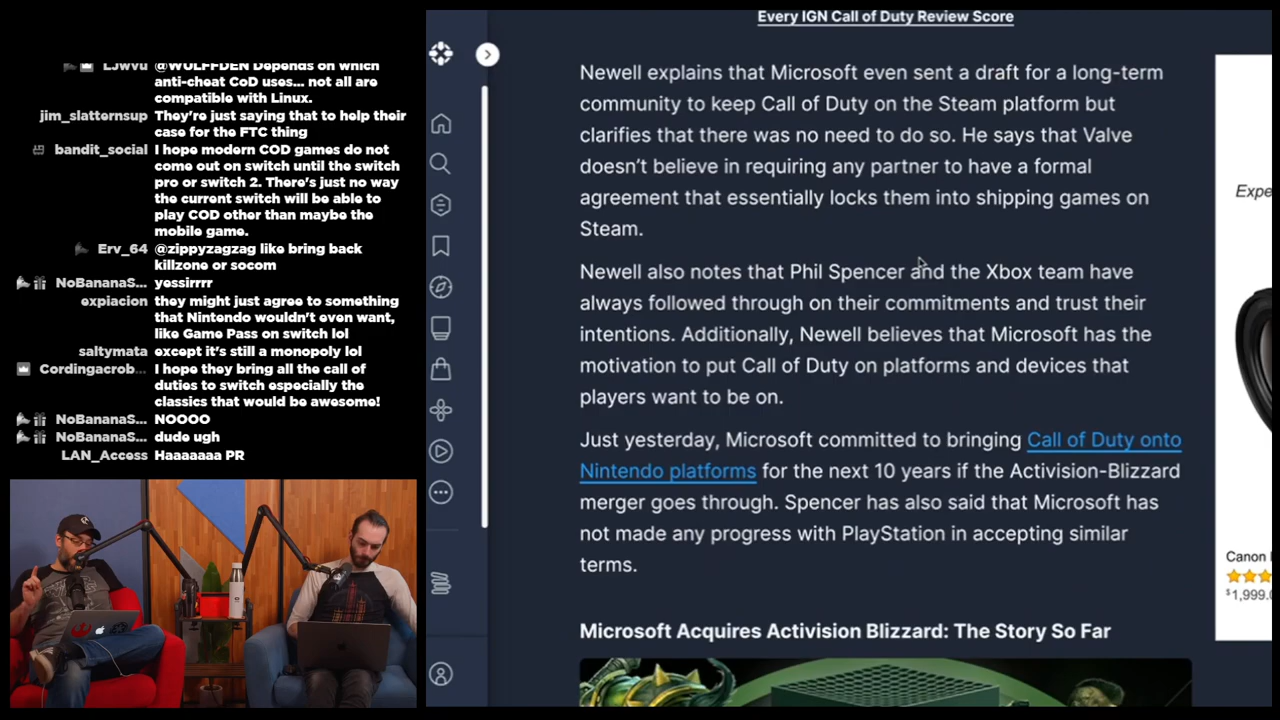 LJwvu @WULFFDEN Depends on which
anti-cheat CoD uses... not all are
compatible with Linux.
jim_slatternsup They're just saying that to help their
case for the FTC thing
bandit_social I hope modern COD games do not
come out on switch until the switch
pro or switch 2. There's just no way
the current switch will be able to
play COD other than maybe the
mobile game.
Erv_64 @zippyzagzag like bring back
killzone or socom
NoBananaS... yessirrr
expiacion they might just agree to something
that Nintendo wouldn't even want,
like Game Pass on switch lol
saltymata except it's still a monopoly lol
Cordingacrob... I hope they bring all the call of
duties to switch especially the
classics that would be awesome!
NoBananaS... NOOOO
NoBananaS... dude ugh
LAN_Access Haaaaaaa PR
Every IGN Call of Duty Review Score
Newell explains that Microsoft even sent a draft for a long-term
community to keep Call of Duty on the Steam platform but
clarifies that there was no need to do so. He says that Valve
doesn't believe in requiring any partner to have a formal
agreement that essentially locks them into shipping games on
Steam.
Newell also notes that Phil Spencer and the Xbox team have
always followed through on their commitments and trust their
intentions. Additionally, Newell believes that Microsoft has the
motivation to put Call of Duty on platforms and devices that
players want to be on.
Just yesterday, Microsoft committed to bringing Call of Duty onto
Nintendo platforms for the next 10 years if the Activision-Blizzard
merger goes through. Spencer has also said that Microsoft has
not made any progress with PlayStation in accepting similar
terms.
Microsoft Acquires Activision Blizzard: The Story So Far
Expe
Canon
$1,999.